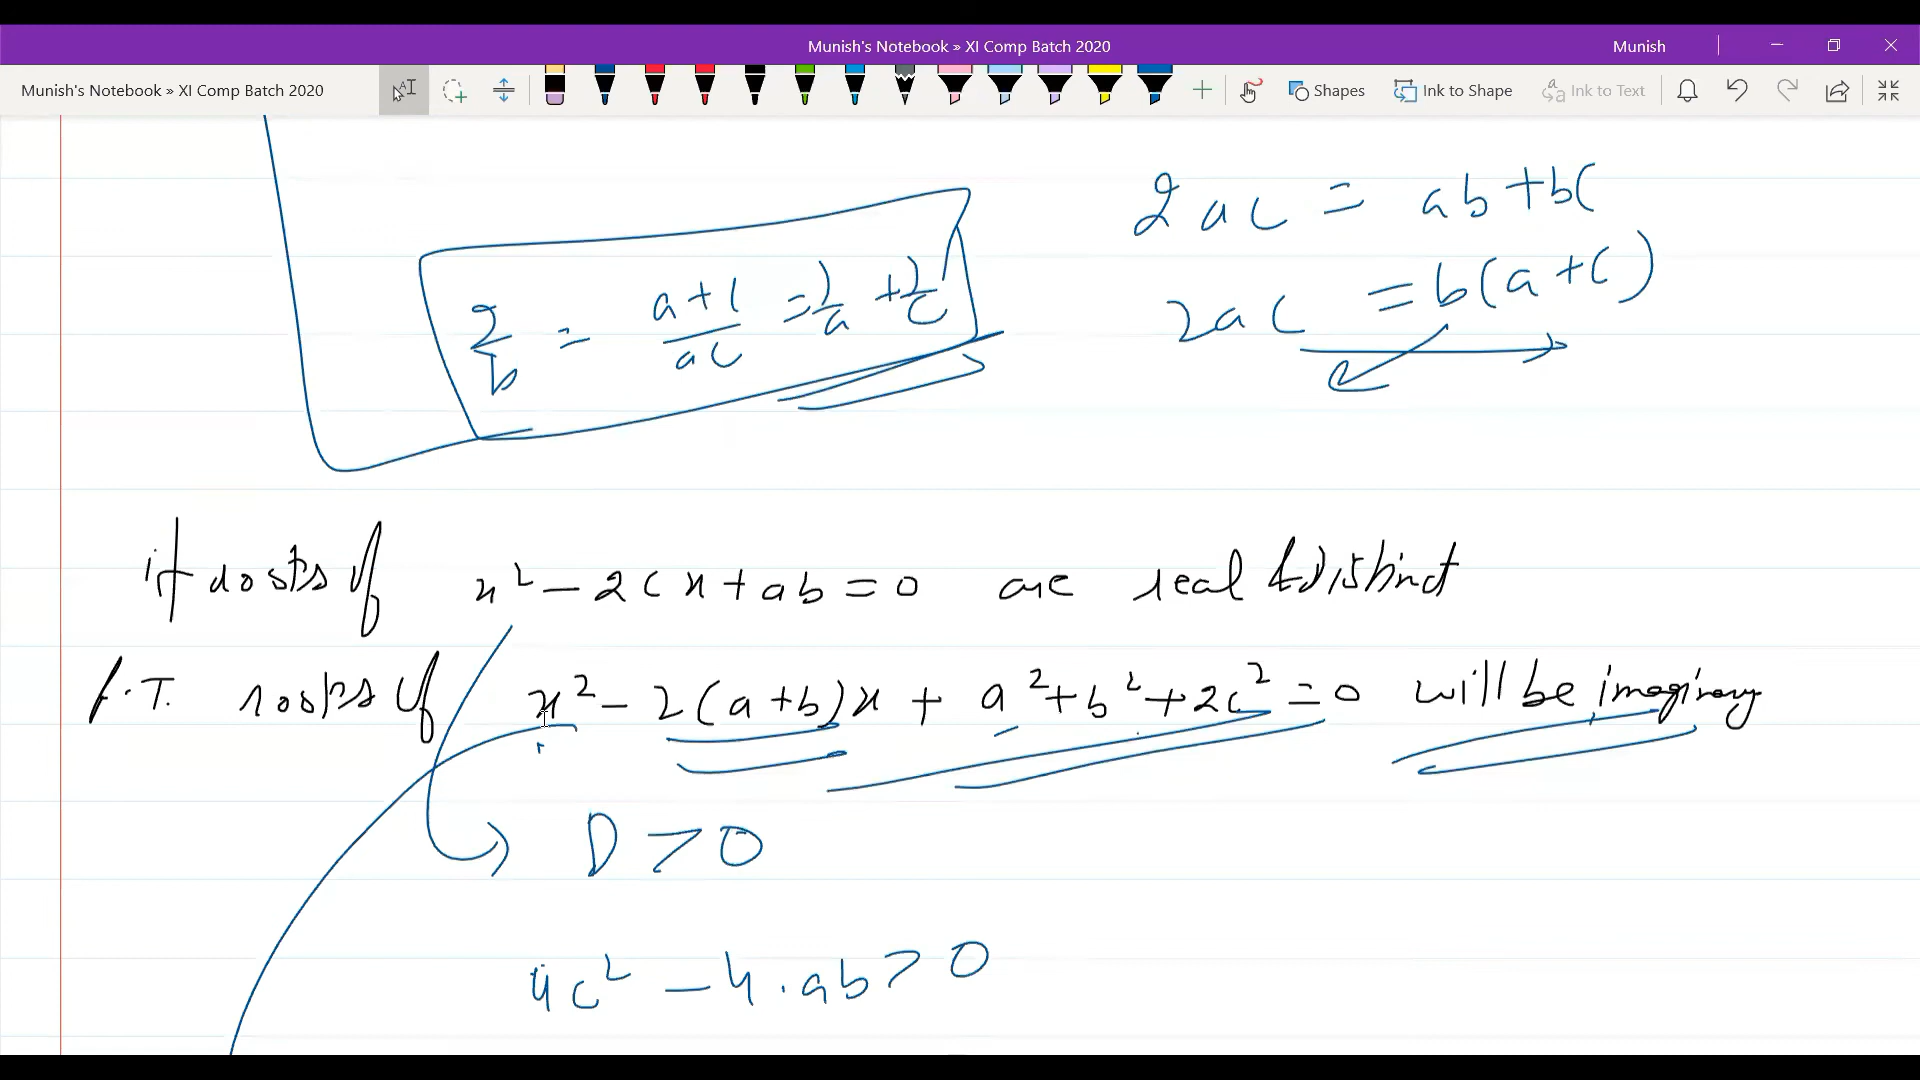 Munish's Notebook » XI Comp Batch 2020
Munish
Munish's Notebook » XI Comp Batch 2020
Shapes
Ink to Shape
Ink to Text
2ac = ab+bc
2ac = b(a+c)
2/b = a+c/ac = 1/a + 1/c
if roots of x² - 2cx + ab = 0 are real & distinct
P.T. roots of x² - 2(a+b)x + a² + b² + 2c² = 0 will be imaginary
D > 0
4c² - 4.ab > 0